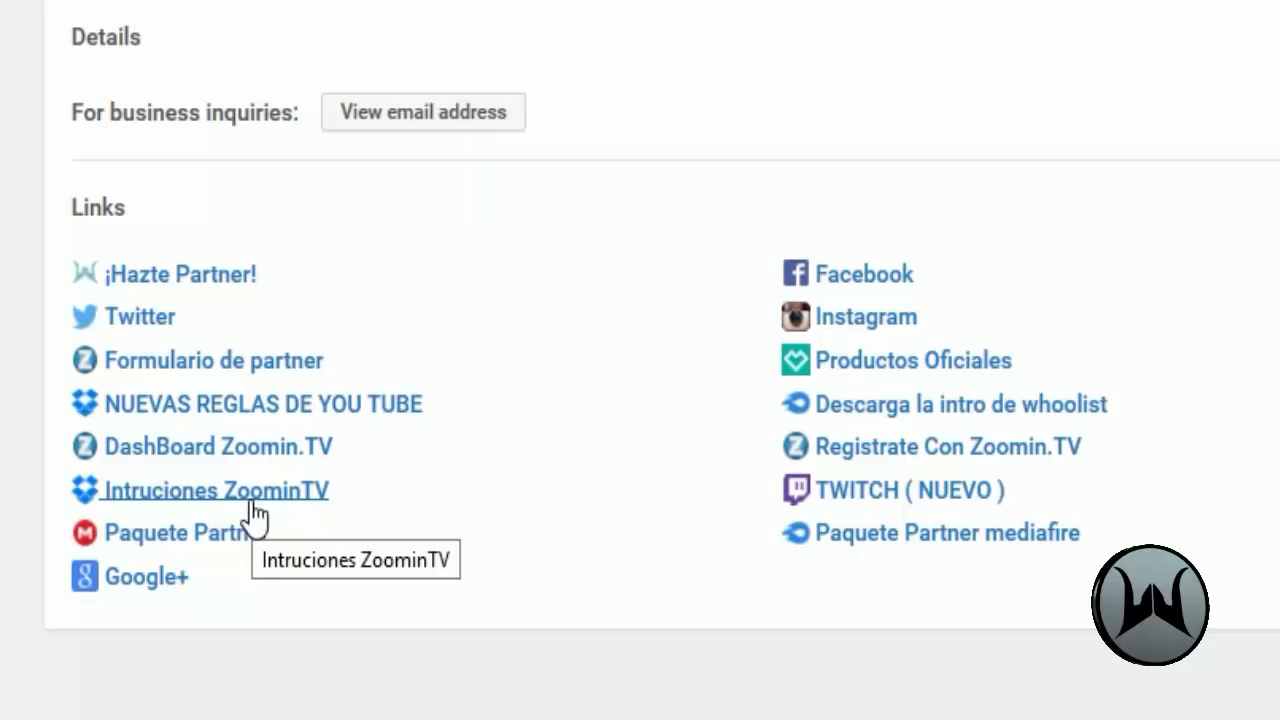 Details
For business inquiries: View email address
Links
¡Hazte Partner!
Twitter
Formulario de partner
NUEVAS REGLAS DE YOU TUBE
DashBoard Zoomin.TV
Intruciones ZoominTV
Paquete Partn
Intruciones ZoominTV
Google+
Facebook
Instagram
Productos Oficiales
Descarga la intro de whoolist
Registrate Con Zoomin.TV
TWITCH ( NUEVO )
Paquete Partner mediafire